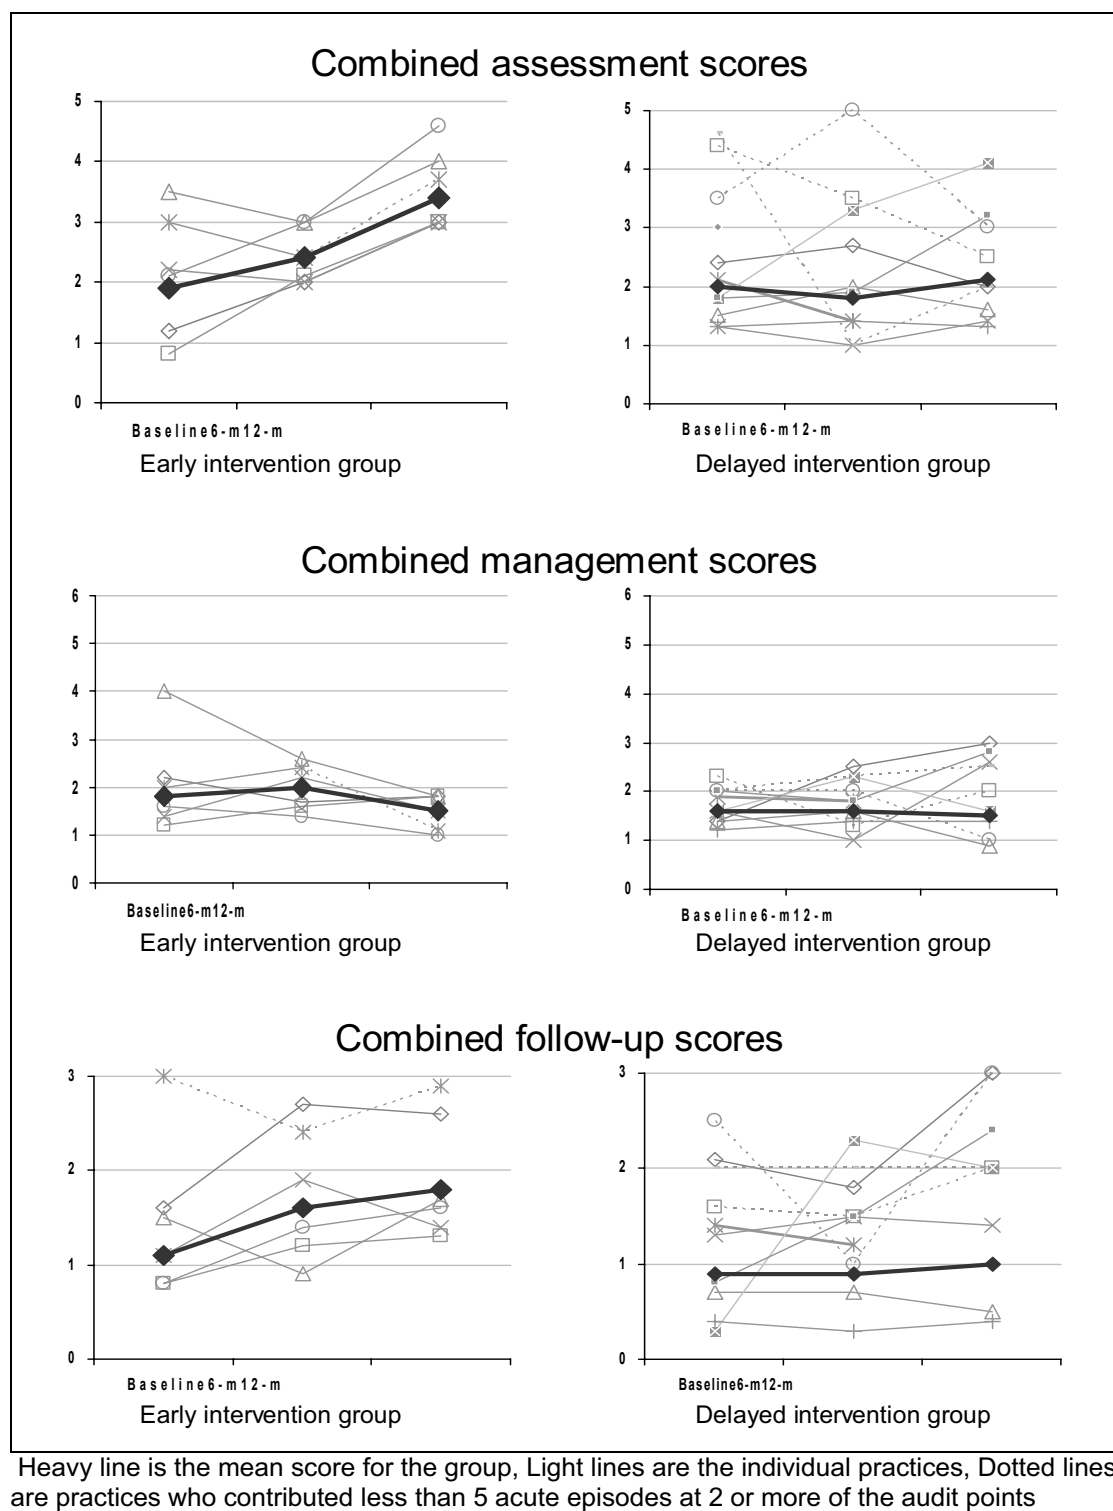 Combined assessment scores
5
4
3
2
1
0
Baseline6-m12-m
Early intervention group
5
4
3
2
1
0
Baseline6-m12-m
Delayed intervention group
Combined management scores
6
5
4
3
2
1
0
Baseline6-m12-m
Early intervention group
6
5
4
3
2
1
0
Baseline6-m12-m
Delayed intervention group
Combined follow-up scores
3
2
1
0
Baseline6-m12-m
Early intervention group
3
2
1
0
Baseline6-m12-m
Delayed intervention group
Heavy line is the mean score for the group, Light lines are the individual practices, Dotted lines
are practices who contributed less than 5 acute episodes at 2 or more of the audit points